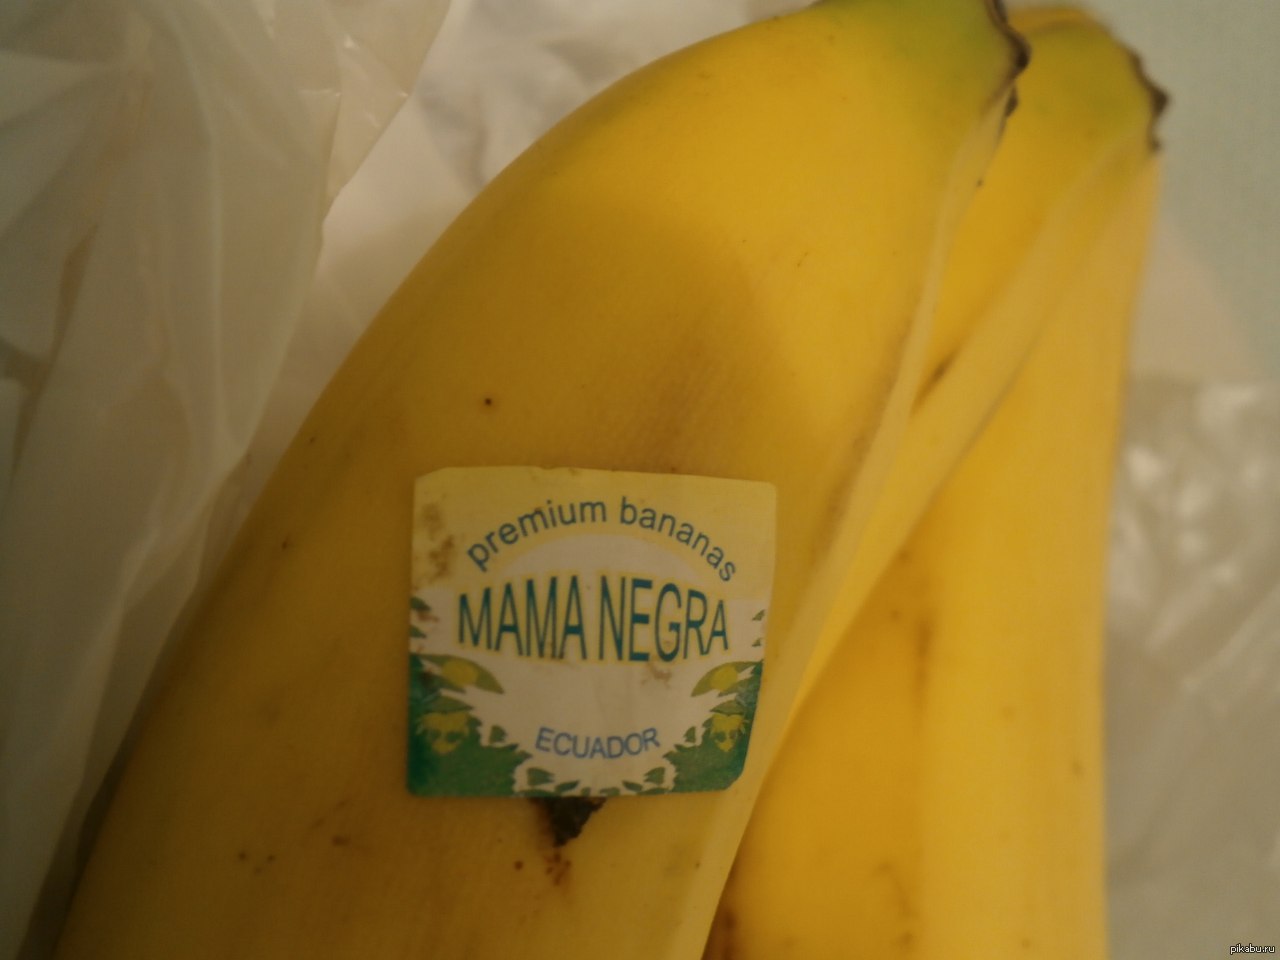 premium bananas
MAMA NEGRA
ECUADOR
pikabu.ru